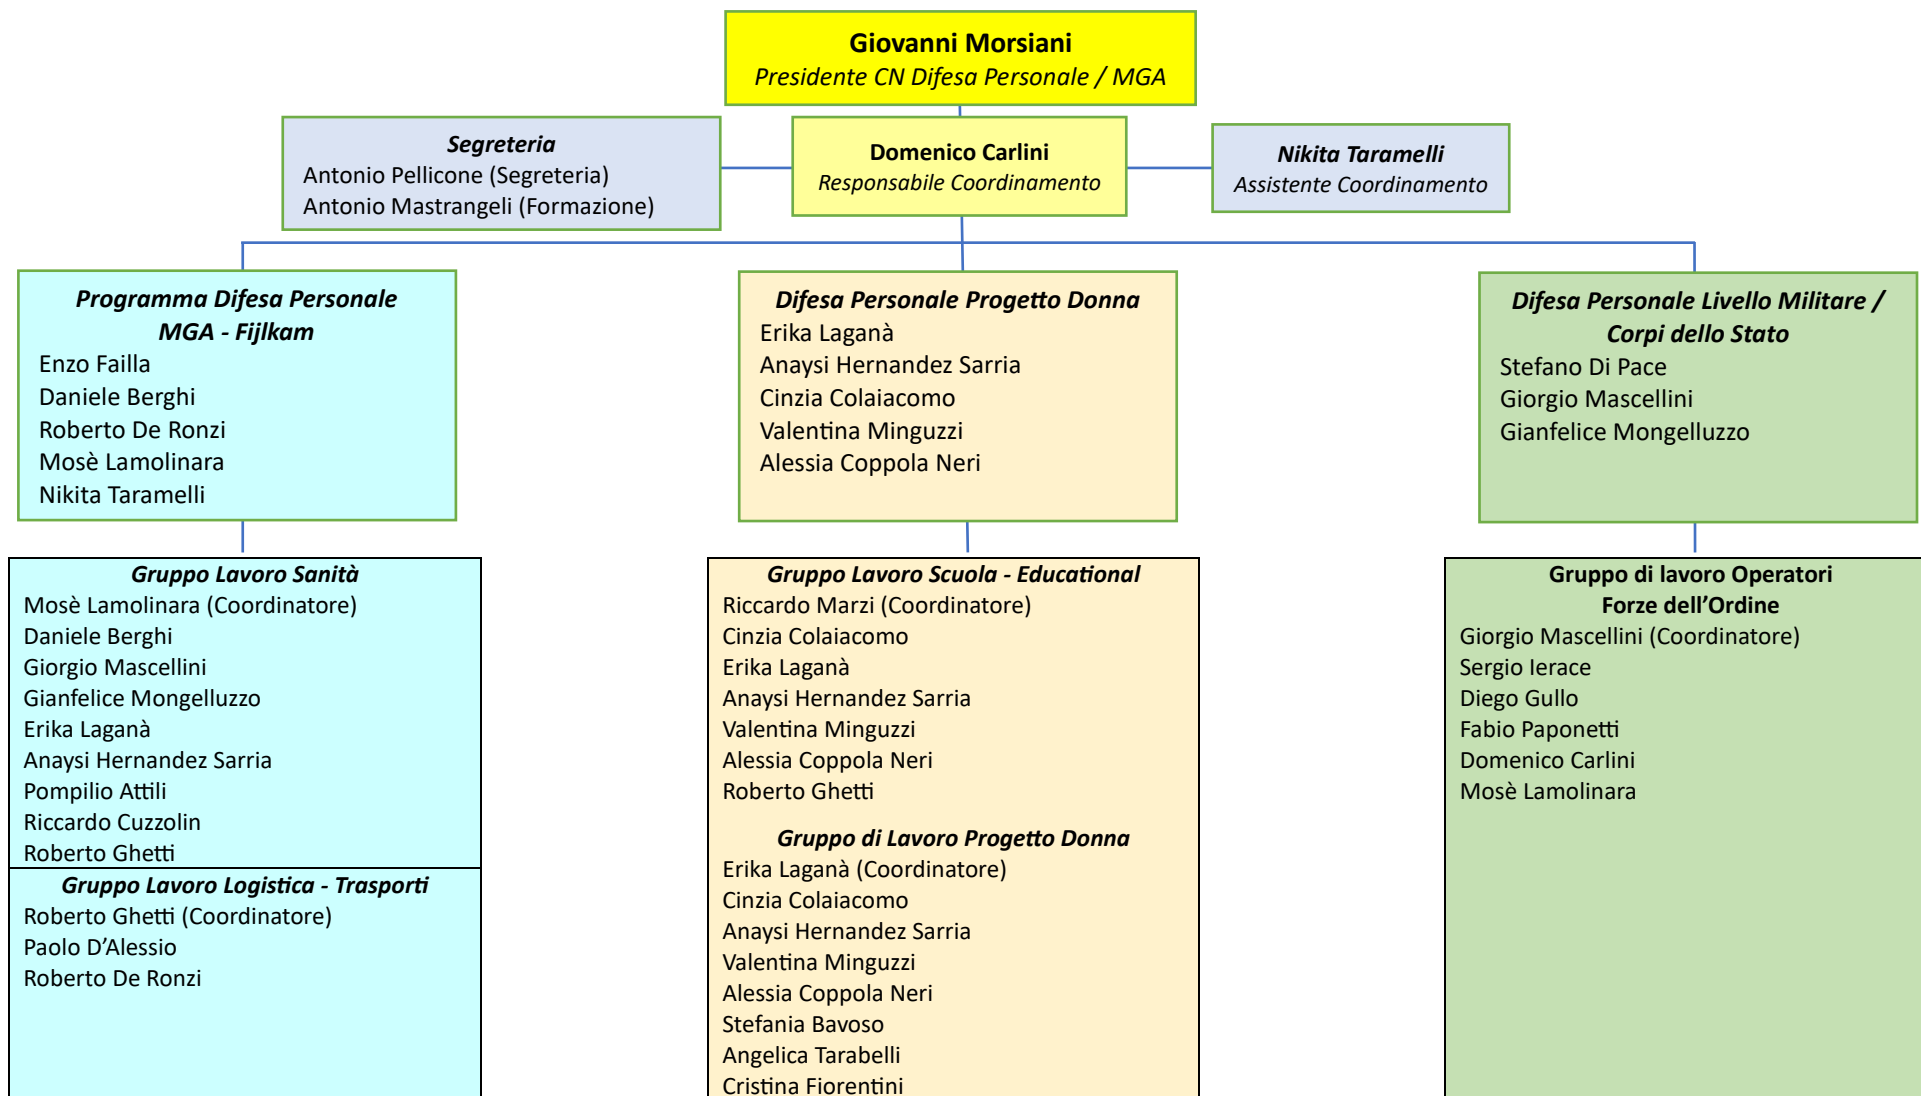 Giovanni Morsiani
Presidente CN Difesa Personale / MGA
Segreteria
Antonio Pellicone (Segreteria)
Antonio Mastrangeli (Formazione)
Domenico Carlini
Responsabile Coordinamento
Nikita Taramelli
Assistente Coordinamento
Programma Difesa Personale
MGA - Fijlkam
Enzo Failla
Daniele Berghi
Roberto De Ronzi
Mosè Lamolinara
Nikita Taramelli
Difesa Personale Progetto Donna
Erika Laganà
Anaysi Hernandez Sarria
Cinzia Colaiacomo
Valentina Minguzzi
Alessia Coppola Neri
Difesa Personale Livello Militare /
Corpi dello Stato
Stefano Di Pace
Giorgio Mascellini
Gianfelice Mongelluzzo
Gruppo Lavoro Sanità
Mosè Lamolinara (Coordinatore)
Daniele Berghi
Giorgio Mascellini
Gianfelice Mongelluzzo
Erika Laganà
Anaysi Hernandez Sarria
Pompilio Attili
Riccardo Cuzzolin
Roberto Ghetti
Gruppo Lavoro Logistica - Trasporti
Roberto Ghetti (Coordinatore)
Paolo D’Alessio
Roberto De Ronzi
Gruppo Lavoro Scuola - Educational
Riccardo Marzi (Coordinatore)
Cinzia Colaiacomo
Erika Laganà
Anaysi Hernandez Sarria
Valentina Minguzzi
Alessia Coppola Neri
Roberto Ghetti
Gruppo di Lavoro Progetto Donna
Erika Laganà (Coordinatore)
Cinzia Colaiacomo
Anaysi Hernandez Sarria
Valentina Minguzzi
Alessia Coppola Neri
Stefania Bavoso
Angelica Tarabelli
Cristina Fiorentini
Gruppo di lavoro Operatori
Forze dell’Ordine
Giorgio Mascellini (Coordinatore)
Sergio Ierace
Diego Gullo
Fabio Paponetti
Domenico Carlini
Mosè Lamolinara